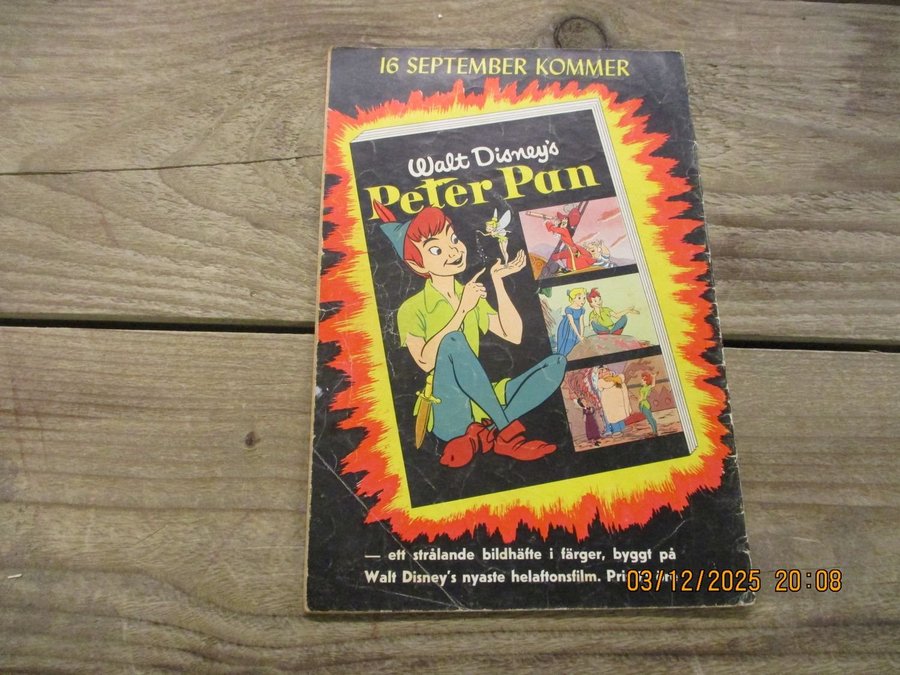 16 SEPTEMBER KOMMER
Walt Disney's
Peter Pan
— ett strålande bildhäfte i färger, byggt på
Walt Disney's nyaste helaftonsfilm.
03/12/2025 20:08